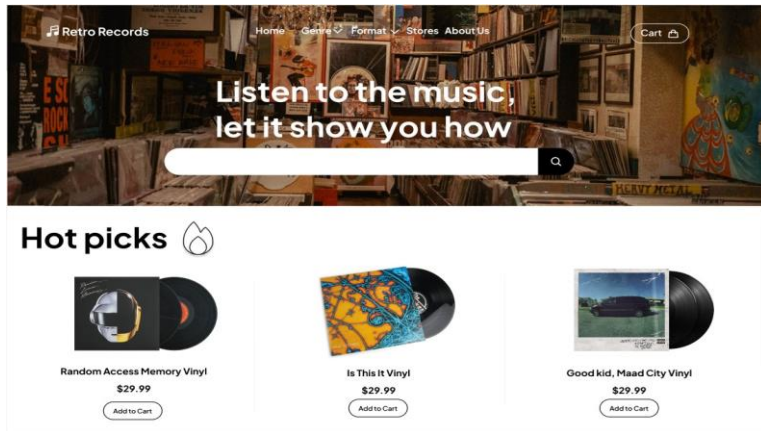 Retro Records
Home Genre Format Stores About Us
Cart
Listen to the music,
let it show you how
HEAVY METAL
Hot picks
Random Access Memory Vinyl
$29.99
Add to Cart
Is This It Vinyl
$29.99
Add to Cart
Good kid, Maad City Vinyl
$29.99
Add to Cart